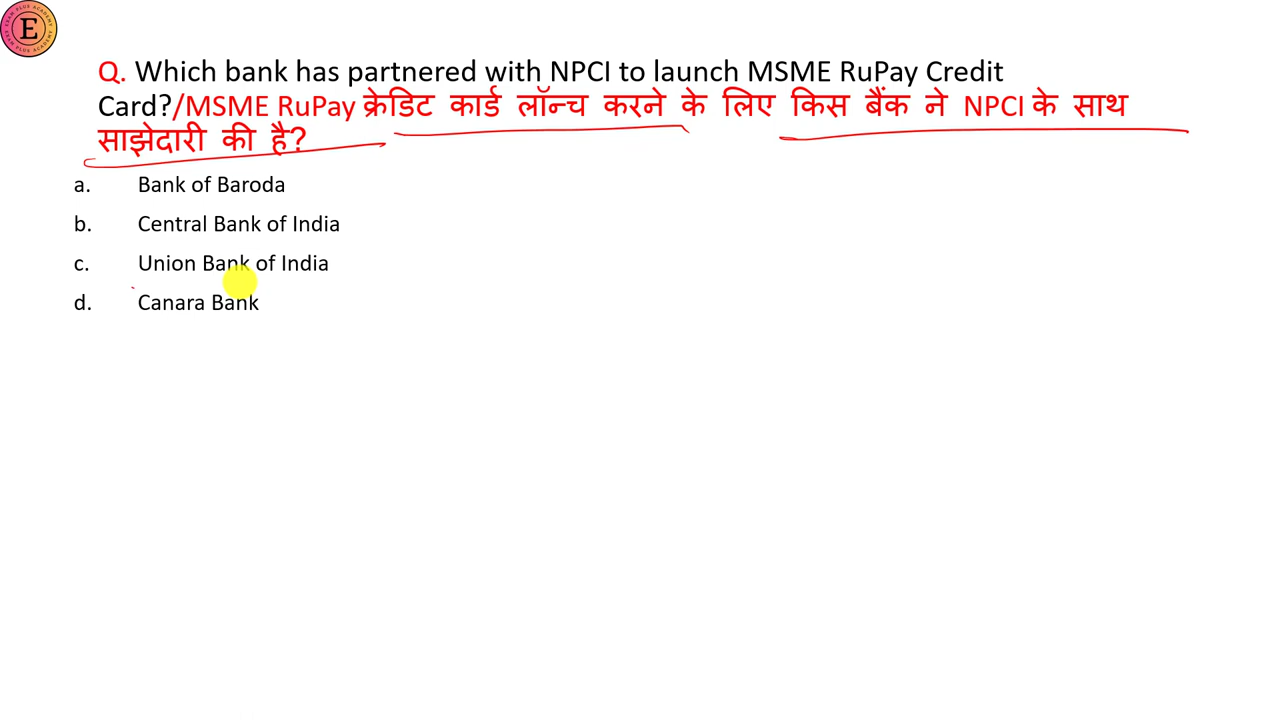 E
Q. Which bank has partnered with NPCI to launch MSME RuPay Credit
Card?/MSME RuPay क्रेडिट कार्ड लॉन्च करने के लिए किस बैंक ने NPCI के साथ
साझेदारी की है?
a. Bank of Baroda
b. Central Bank of India
c. Union Bank of India
d. Canara Bank